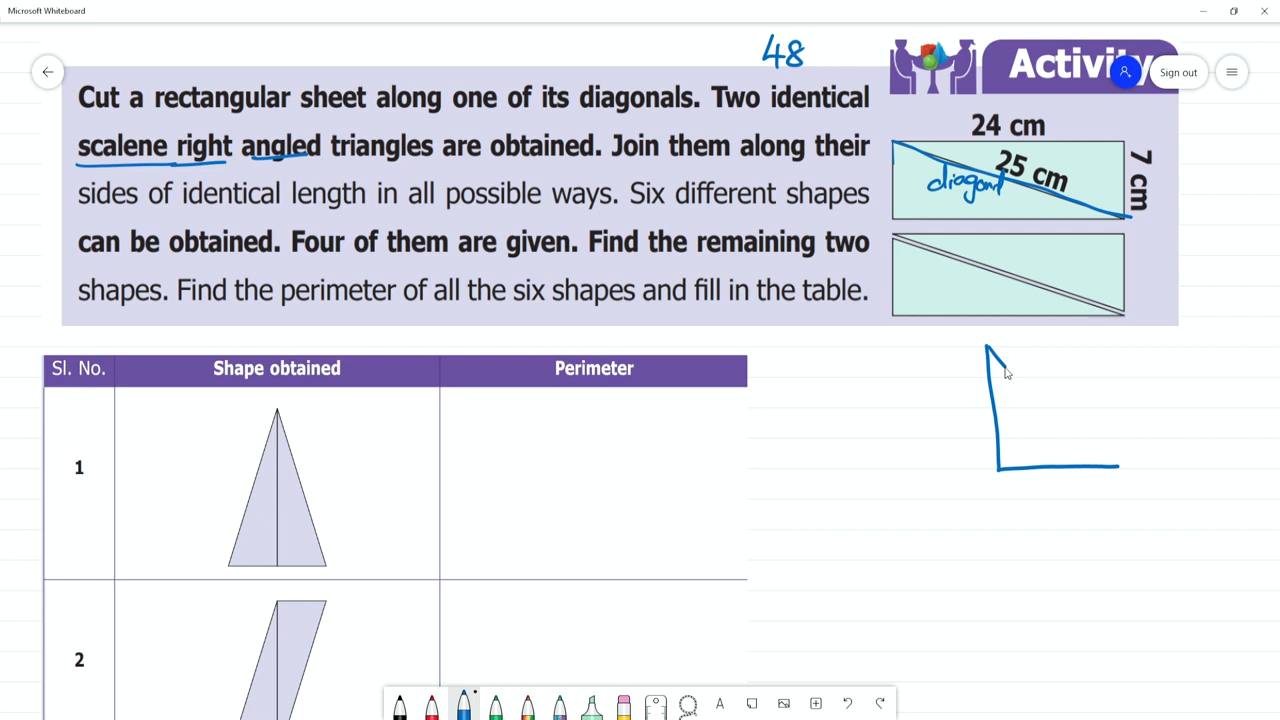 Microsoft Whiteboard
48
Activity
Sign out
Cut a rectangular sheet along one of its diagonals. Two identical
scalene right angled triangles are obtained. Join them along their
sides of identical length in all possible ways. Six different shapes
can be obtained. Four of them are given. Find the remaining two
shapes. Find the perimeter of all the six shapes and fill in the table.
24 cm
25 cm
7 cm
diagonal
Sl. No. Shape obtained Perimeter
1
2
A